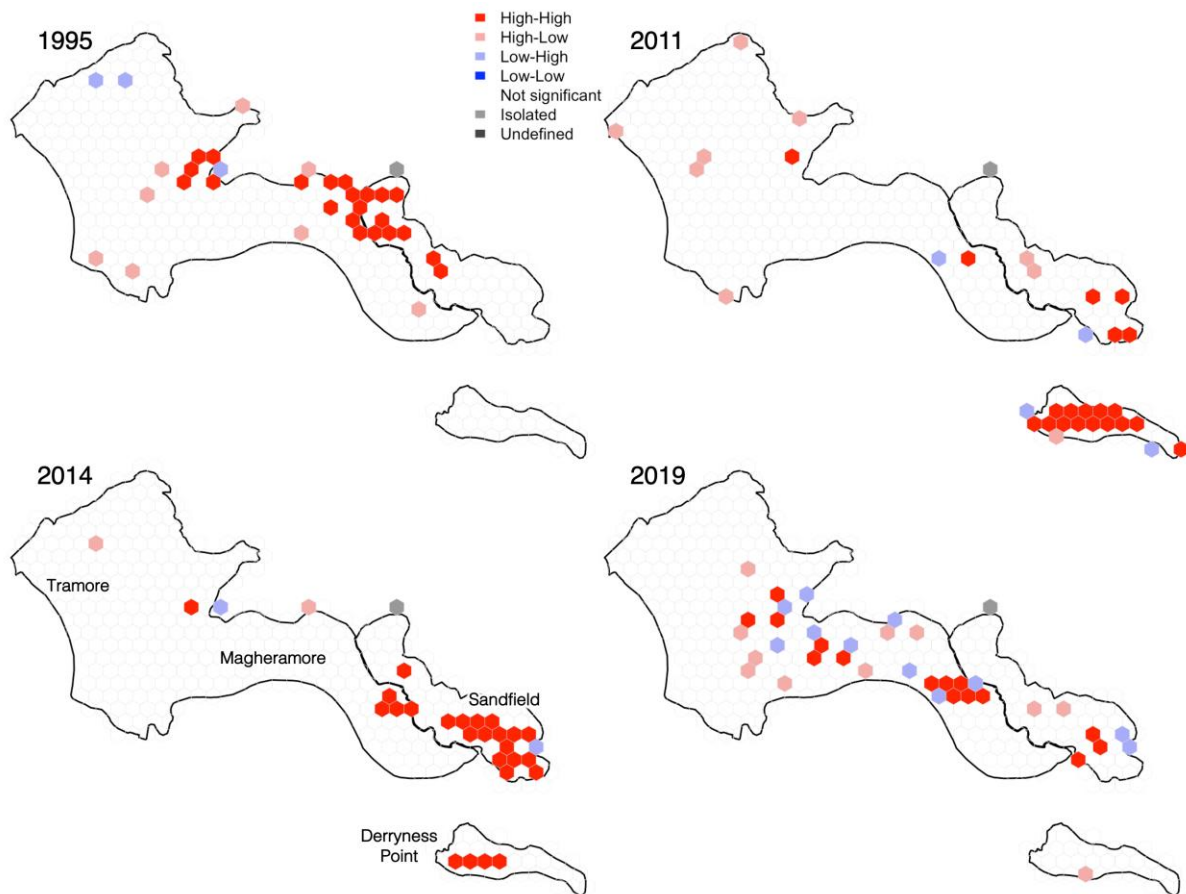 1995
High-High
High-Low
Low-High
Low-Low
Not significant
Isolated
Undefined
2011
2014
Tramore
Magheramore
Sandfield
Derryness
Point
2019